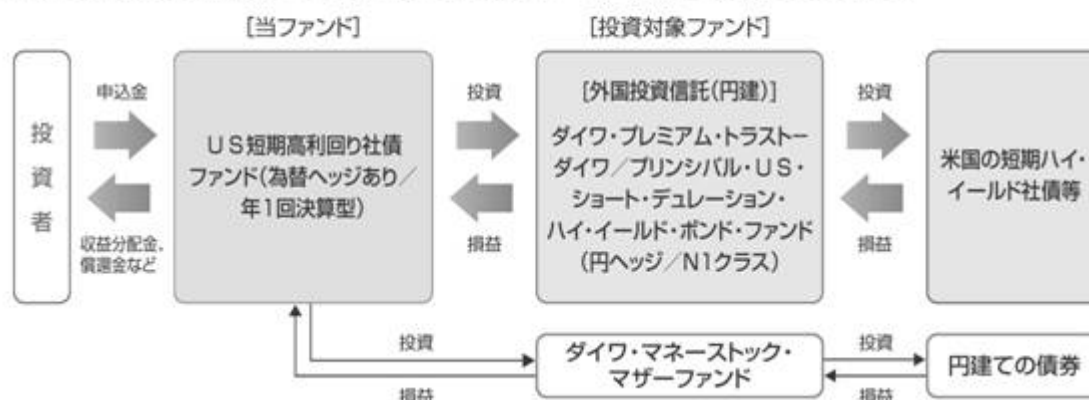 [当ファンド]
[投資対象ファンド]
投資者
申込金
収益分配金、
償還金など
US短期高利回り社債
ファンド(為替ヘッジあり/
年1回決算型)
投資
損益
[外国投資信託(円建)]
ダイワ・プレミアム・トラスト−
ダイワ/プリンシパル・US・
ショート・デュレーション・
ハイ・イールド・ボンド・ファンド
(円ヘッジ/N1クラス)
投資
損益
米国の短期ハイ・
イールド社債等
投資
損益
ダイワ・マネーストック・
マザーファンド
投資
損益
円建ての債券